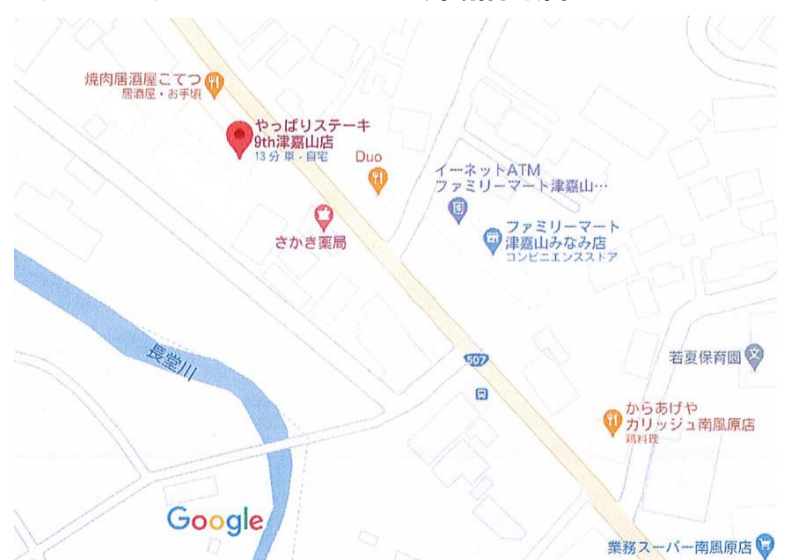 焼肉居酒屋こてつ
居酒屋・お手頃
やっぱりステーキ
9th津嘉山店
13 分 車 - 自宅
Duo
イーネットATM
ファミリーマート津嘉山…
さかき薬局
ファミリーマート
津嘉山みなみ店
コンビニエンスストア
長堂川
507
若夏保育園
からあげや
カリッジュ南風原店
鶏料理
Google
業務スーパー南風原店